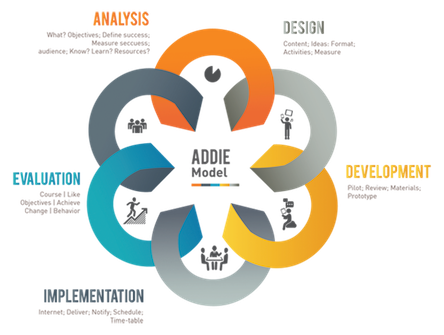 ANALYSIS
What? Objectives; Define success;
Measure seccuess;
audience; Know? Learn? Resources?
DESIGN
Content; Ideas: Format;
Activities, Measure
ADDIE
Model
DEVELOPMENT
Pilot; Review; Materials;
Prototype
EVALUATION
Course | Like
Objectives | Achieve
Change | Behavior
IMPLEMENTATION
Internet; Deliver; Notify; Schedule;
Time-table